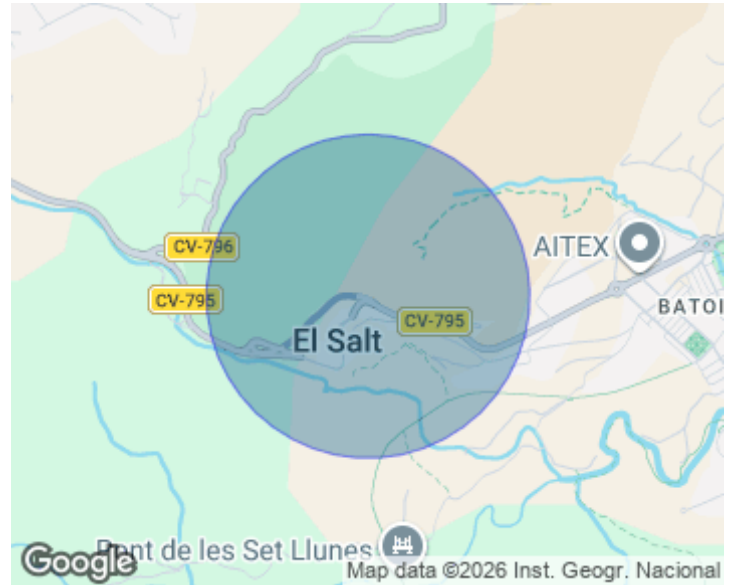 CV-796
AITEX
CV-795
BATOI
CV-795
El Salt
Pont de les Set Llunes
Google
Map data ©2026 Inst. Geogr. Nacional